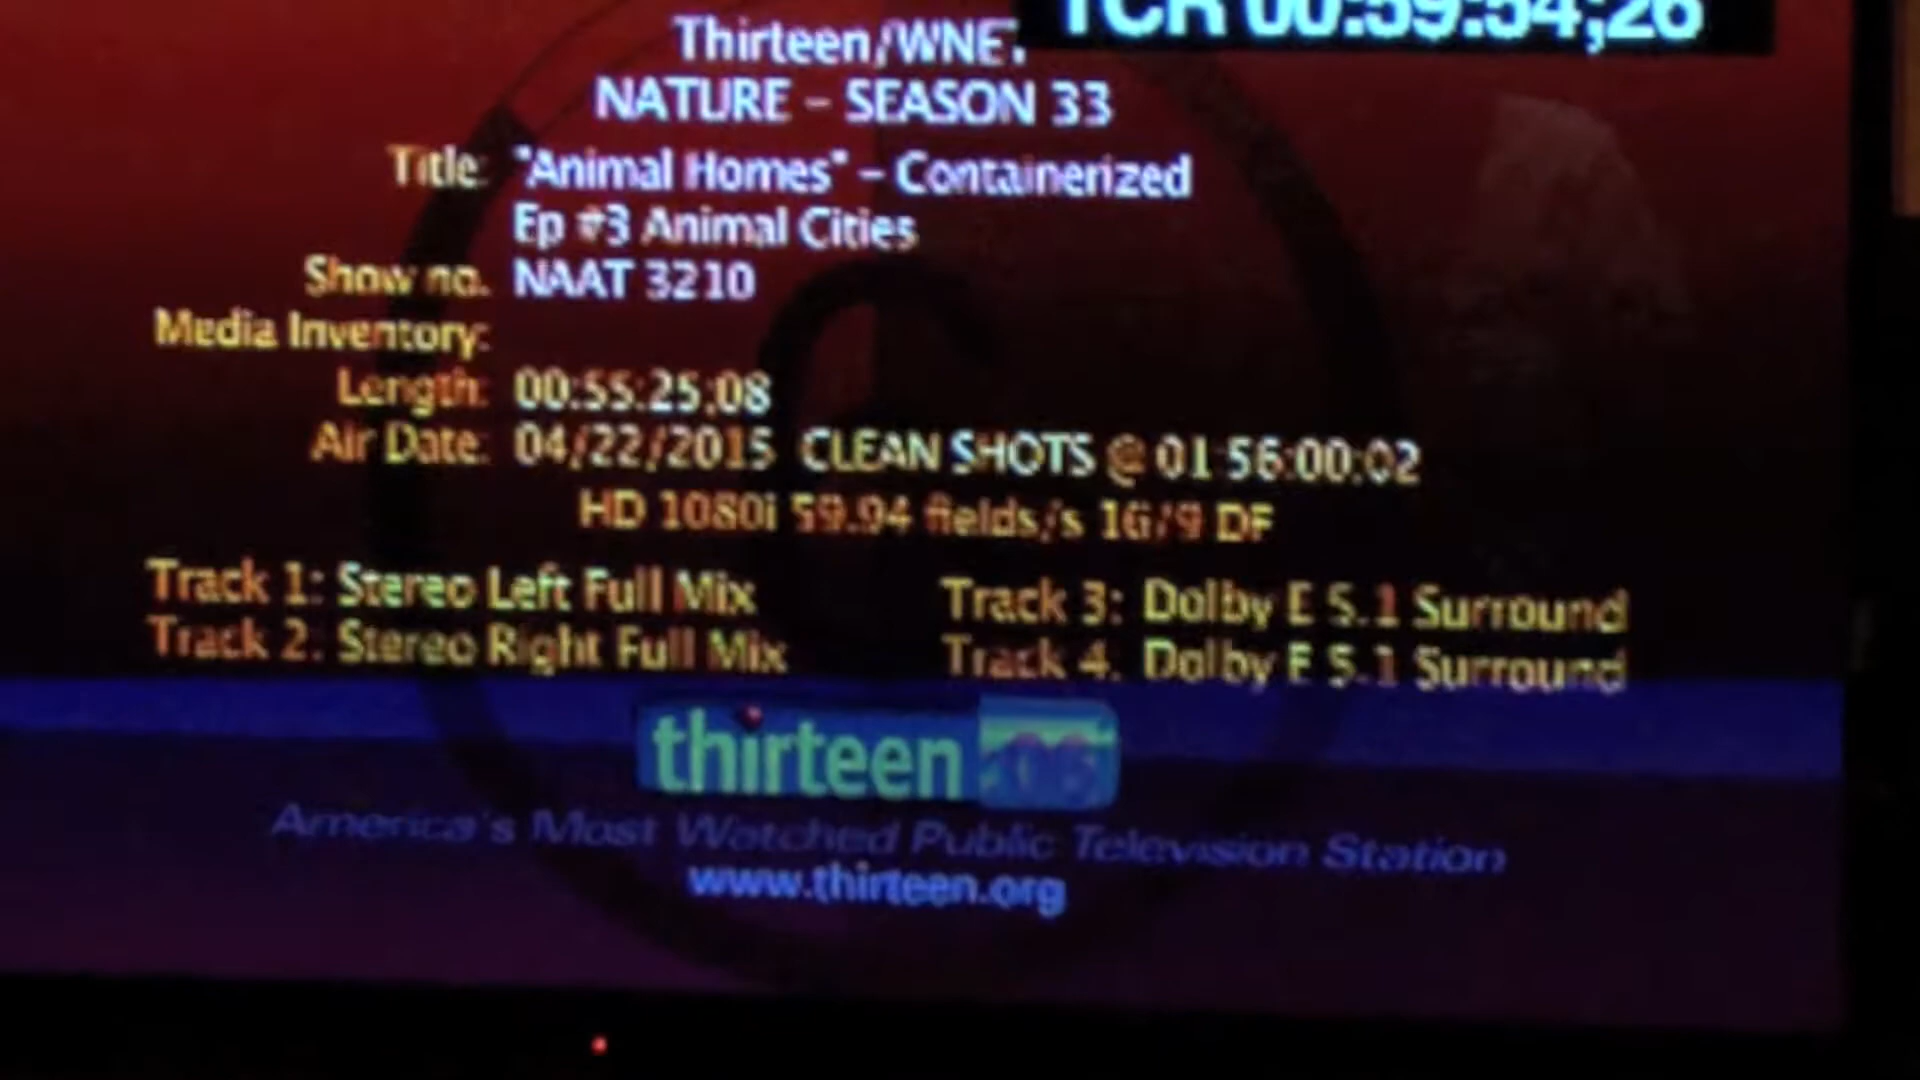 TCR 00:59:54;26
Thirteen/WNET
NATURE – SEASON 33
Title: "Animal Homes" – Containerized
Ep #3 Animal Cities
Show no. NAAT 3210
Media Inventory:
Length: 00:55:25:08
Air Date: 04/22/2015 CLEAN SHOTS @ 01:56:00:02
HD 1080i 59.94 fields/s 16/9 DF
Track 1: Stereo Left Full Mix Track 3: Dolby E 5.1 Surround
Track 2: Stereo Right Full Mix Track 4: Dolby E 5.1 Surround
thirteen
America's Most Watched Public Television Station
www.thirteen.org